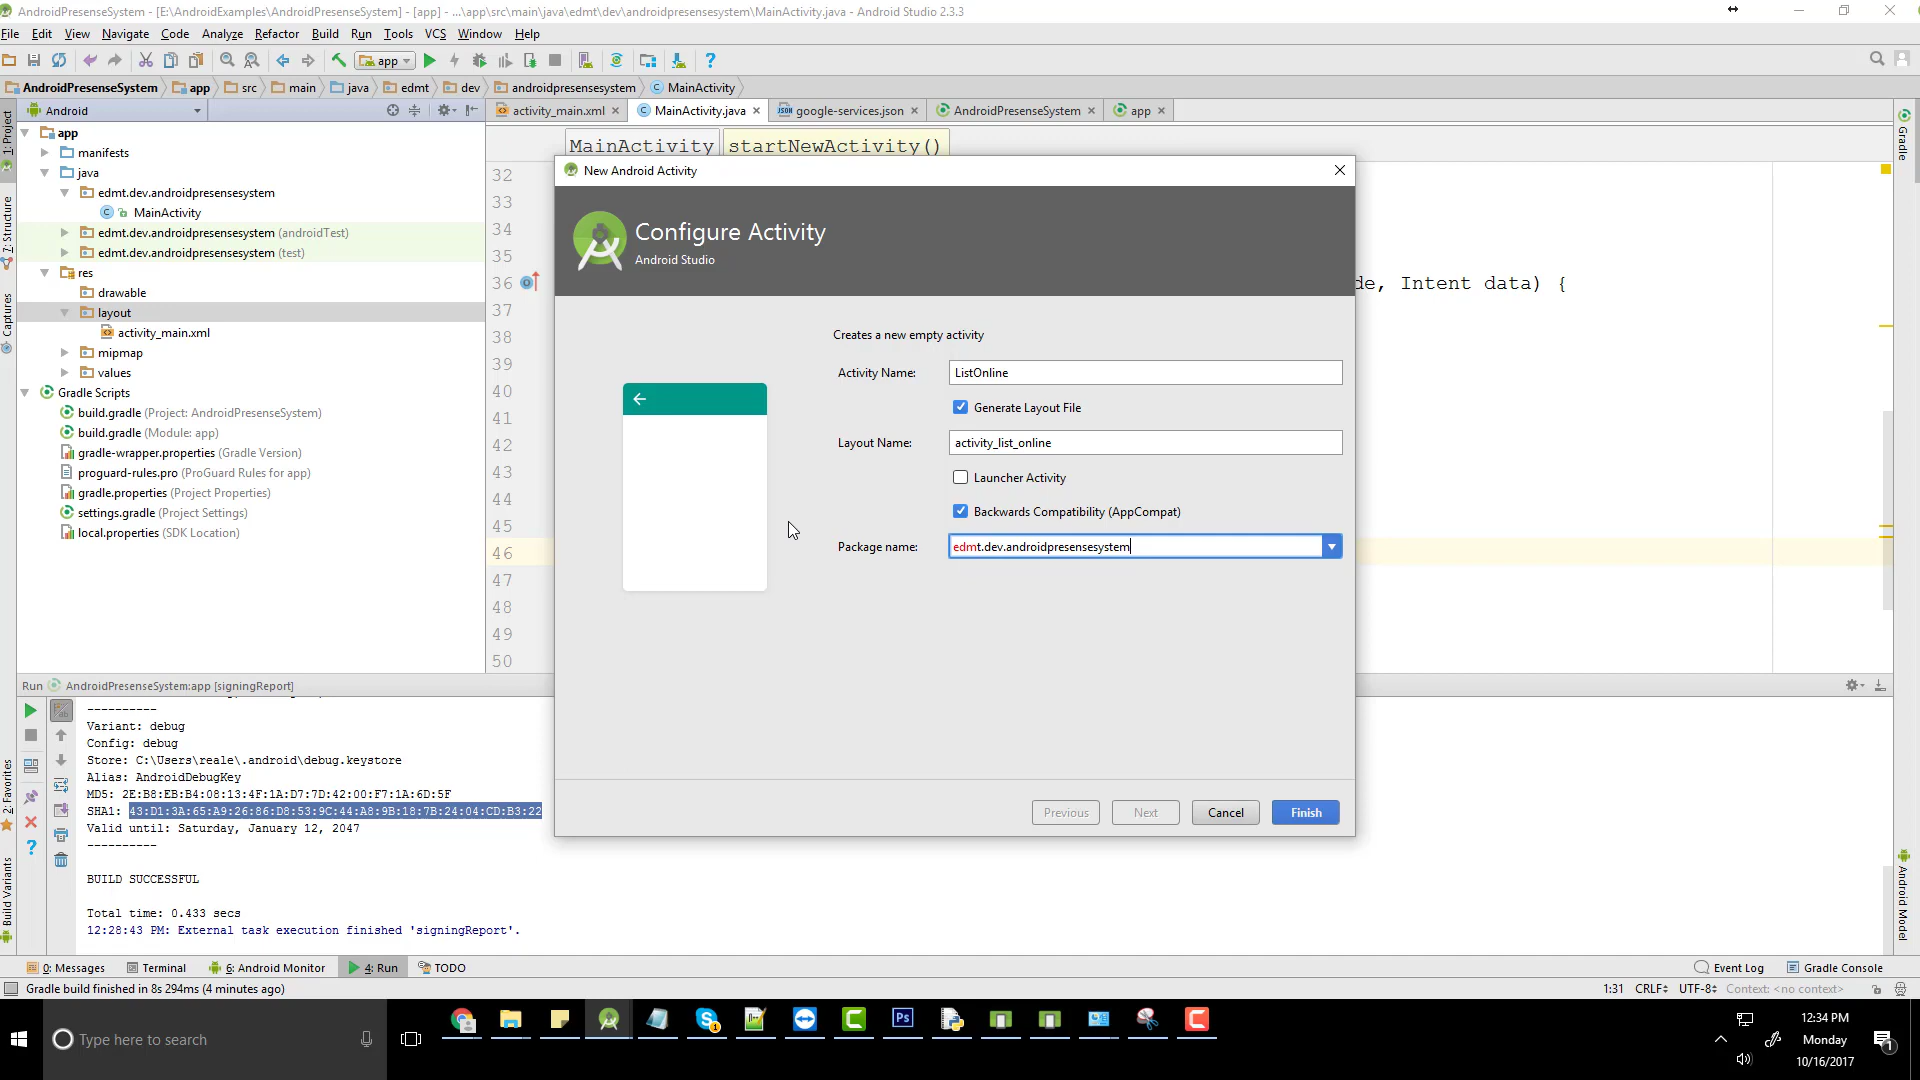 AndroidPresenseSystem - [E:\AndroidExamples\AndroidPresenseSystem] - [app] - ...\app\src\main\java\edmt\dev\androidpresensesystem\MainActivity.java - Android Studio 2.3.3
File Edit View Navigate Code Analyze Refactor Build Run Tools VCS Window Help
app
AndroidPresenseSystem app src main java edmt dev androidpresensesystem MainActivity
Android
activity_main.xml MainActivity.java google-services.json AndroidPresenseSystem app
MainActivity startNewActivity()
1: Project
7: Structure
Captures
2: Favorites
Build Variants
Gradle
Android Model
app
manifests
java
edmt.dev.androidpresensesystem
MainActivity
edmt.dev.androidpresensesystem (androidTest)
edmt.dev.androidpresensesystem (test)
res
drawable
layout
activity_main.xml
mipmap
values
Gradle Scripts
build.gradle (Project: AndroidPresenseSystem)
build.gradle (Module: app)
gradle-wrapper.properties (Gradle Version)
proguard-rules.pro (ProGuard Rules for app)
gradle.properties (Project Properties)
settings.gradle (Project Settings)
local.properties (SDK Location)
32
33
34
35
36 de, Intent data) {
37
38
39
40
41
42
43
44
45
46
47
48
49
50
New Android Activity
Configure Activity
Android Studio
Creates a new empty activity
Activity Name: ListOnline
Generate Layout File
Layout Name: activity_list_online
Launcher Activity
Backwards Compatibility (AppCompat)
Package name: edmt.dev.androidpresensesystem
Previous Next Cancel Finish
Run AndroidPresenseSystem:app [signingReport]
----------
Variant: debug
Config: debug
Store: C:\Users\reale\.android\debug.keystore
Alias: AndroidDebugKey
MD5: 2E:B8:EB:B4:08:13:4F:1A:D7:7D:42:00:F7:1A:6D:5F
SHA1: 43:D1:3A:65:A9:26:86:D8:53:9C:44:A8:9B:18:7B:24:04:CD:B3:22
Valid until: Saturday, January 12, 2047
----------
BUILD SUCCESSFUL
Total time: 0.433 secs
12:28:43 PM: External task execution finished 'signingReport'.
0: Messages Terminal 6: Android Monitor 4: Run TODO Event Log Gradle Console
Gradle build finished in 8s 294ms (4 minutes ago) 1:31 CRLF UTF-8 Context: <no context>
Type here to search
12:34 PM
Monday
10/16/2017